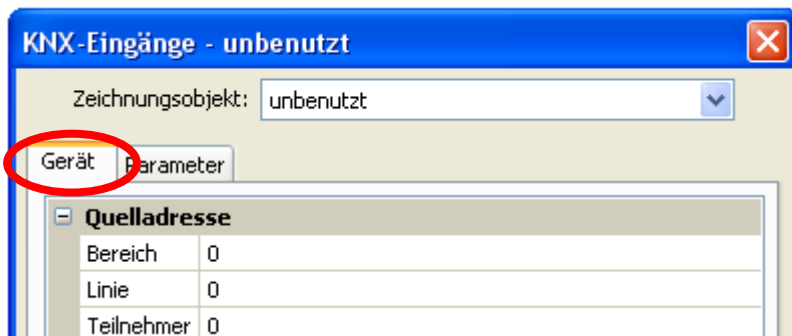 KNX-Eingänge - unbenutzt
Zeichnungsobjekt: unbenutzt
Gerät Parameter
Quelladresse
Bereich 0
Linie 0
Teilnehmer 0